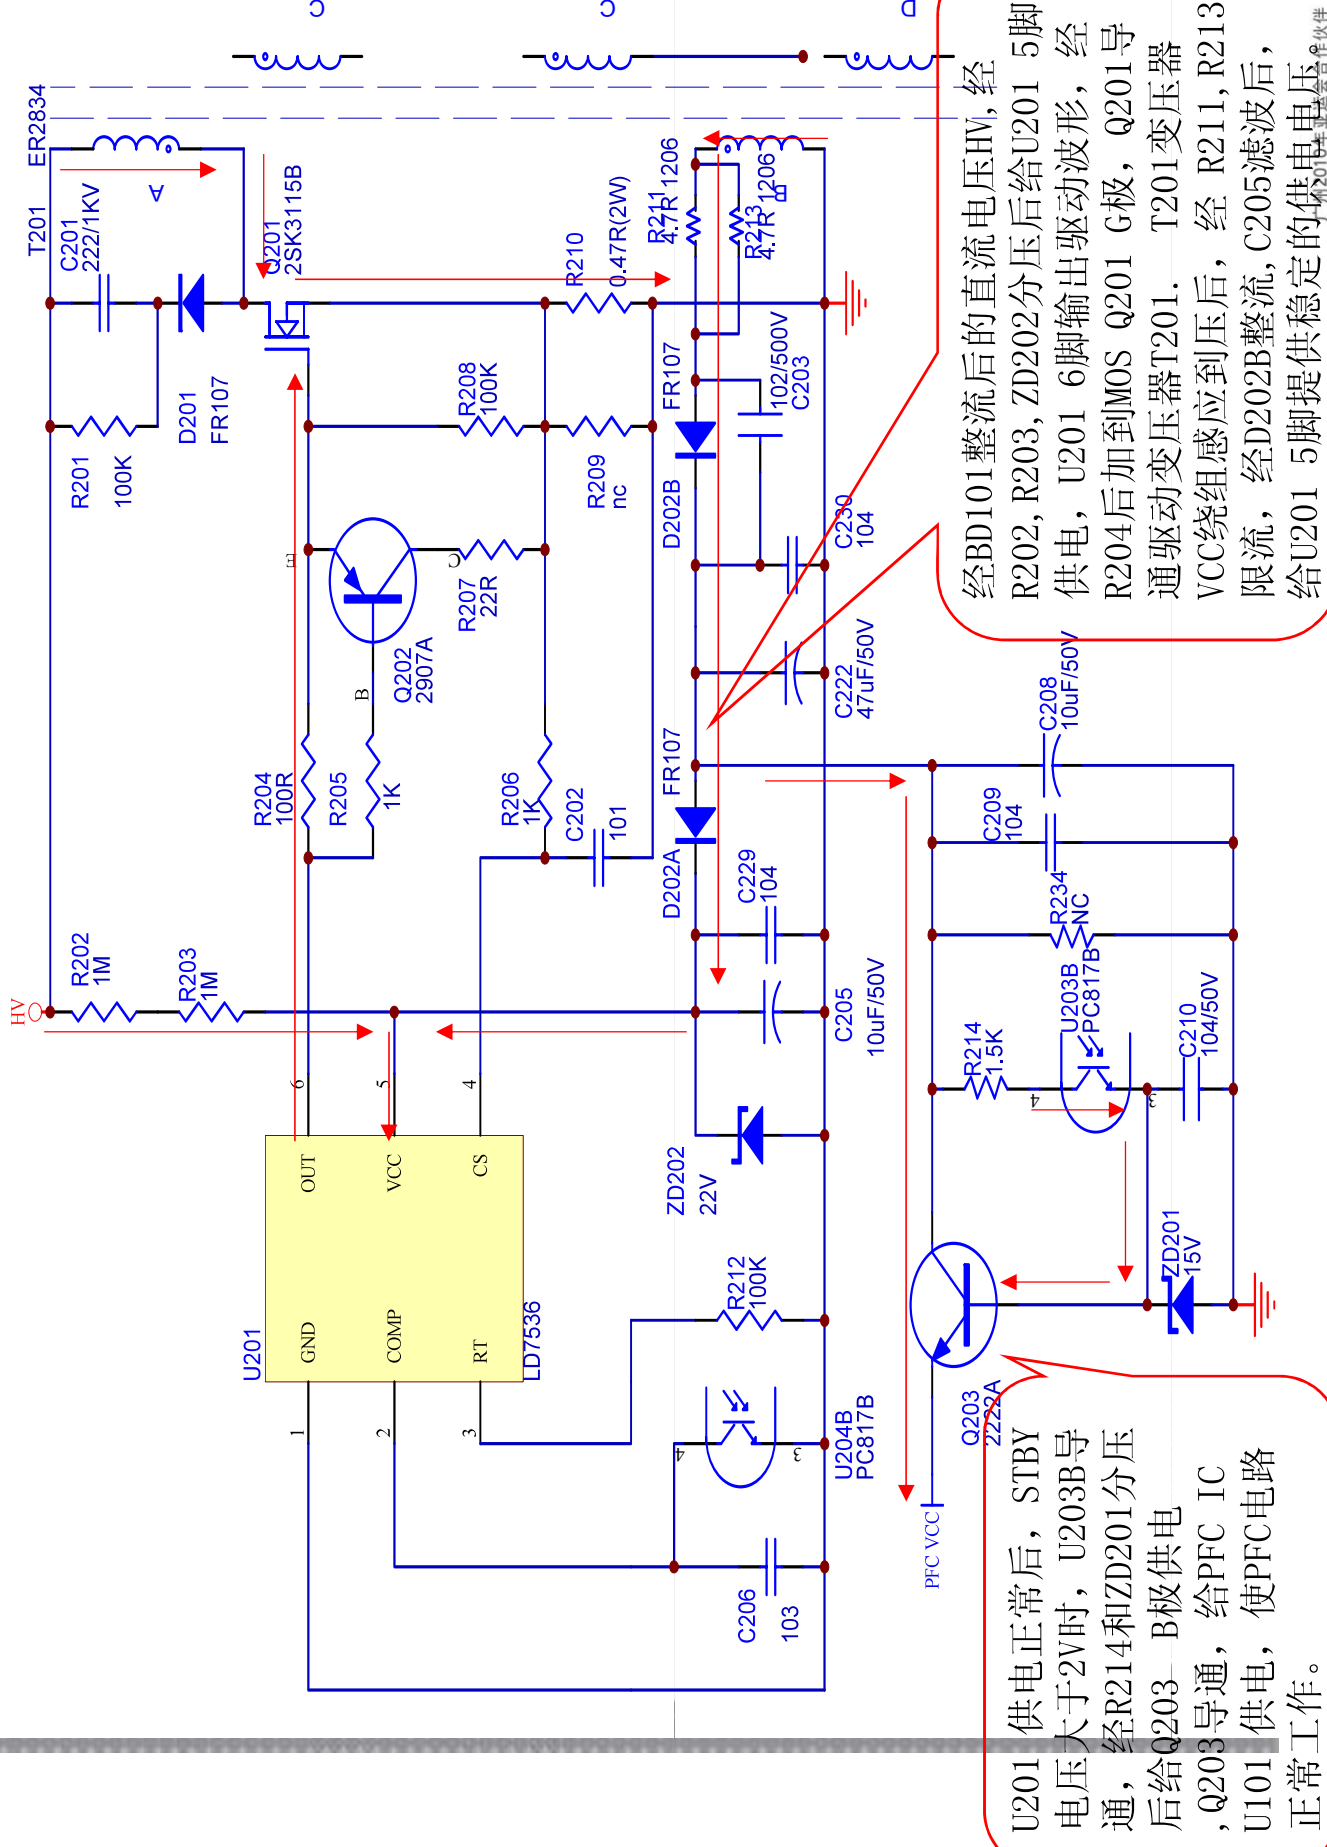 HV
R202
1M
R203
1M
R201
100K
T201
ER2834
C201
222/1KV
A
D201
FR107
Q201
2SK3115B
R210
0.47R(2W)
R211
4.7R 1206
R213
4.7R 1206
B
C
C
D
R204
100R
R205
1K
B
E
C
Q202
2907A
R207
22R
R208
100K
R209
nc
R206
1K
C202
101
D202B
FR107
102/500V
C203
C230
104
C222
47uF/50V
D202A
FR107
C229
104
C205
10uF/50V
ZD202
22V
U201
LD7536
GND
COMP
RT
OUT
VCC
CS
1
2
3
6
5
4
R212
100K
U204B
PC817B
4
3
C206
103
PFC VCC
Q203
2222A
ZD201
15V
R214
1.5K
U203B
PC817B
4
3
C210
104/50V
R234
NC
C209
104
C208
10uF/50V
经BD101整流后的直流电压HV,经
R202,R203,ZD202分压后给U201 5脚
供电，U201 6脚输出驱动波形，经
R204后加到MOS Q201 G极，Q201导
通驱动变压器T201. T201变压器
VCC绕组感应到压后，经 R211,R213
限流，经D202B整流,C205滤波后，
给U201 5脚提供稳定的供电电压。
U201 供电正常后，STBY
电压大于2V时，U203B导
通，经R214和ZD201分压
后给Q203 B极供电
,Q203导通，给PFC IC
U101 供电，使PFC电路
正常工作。